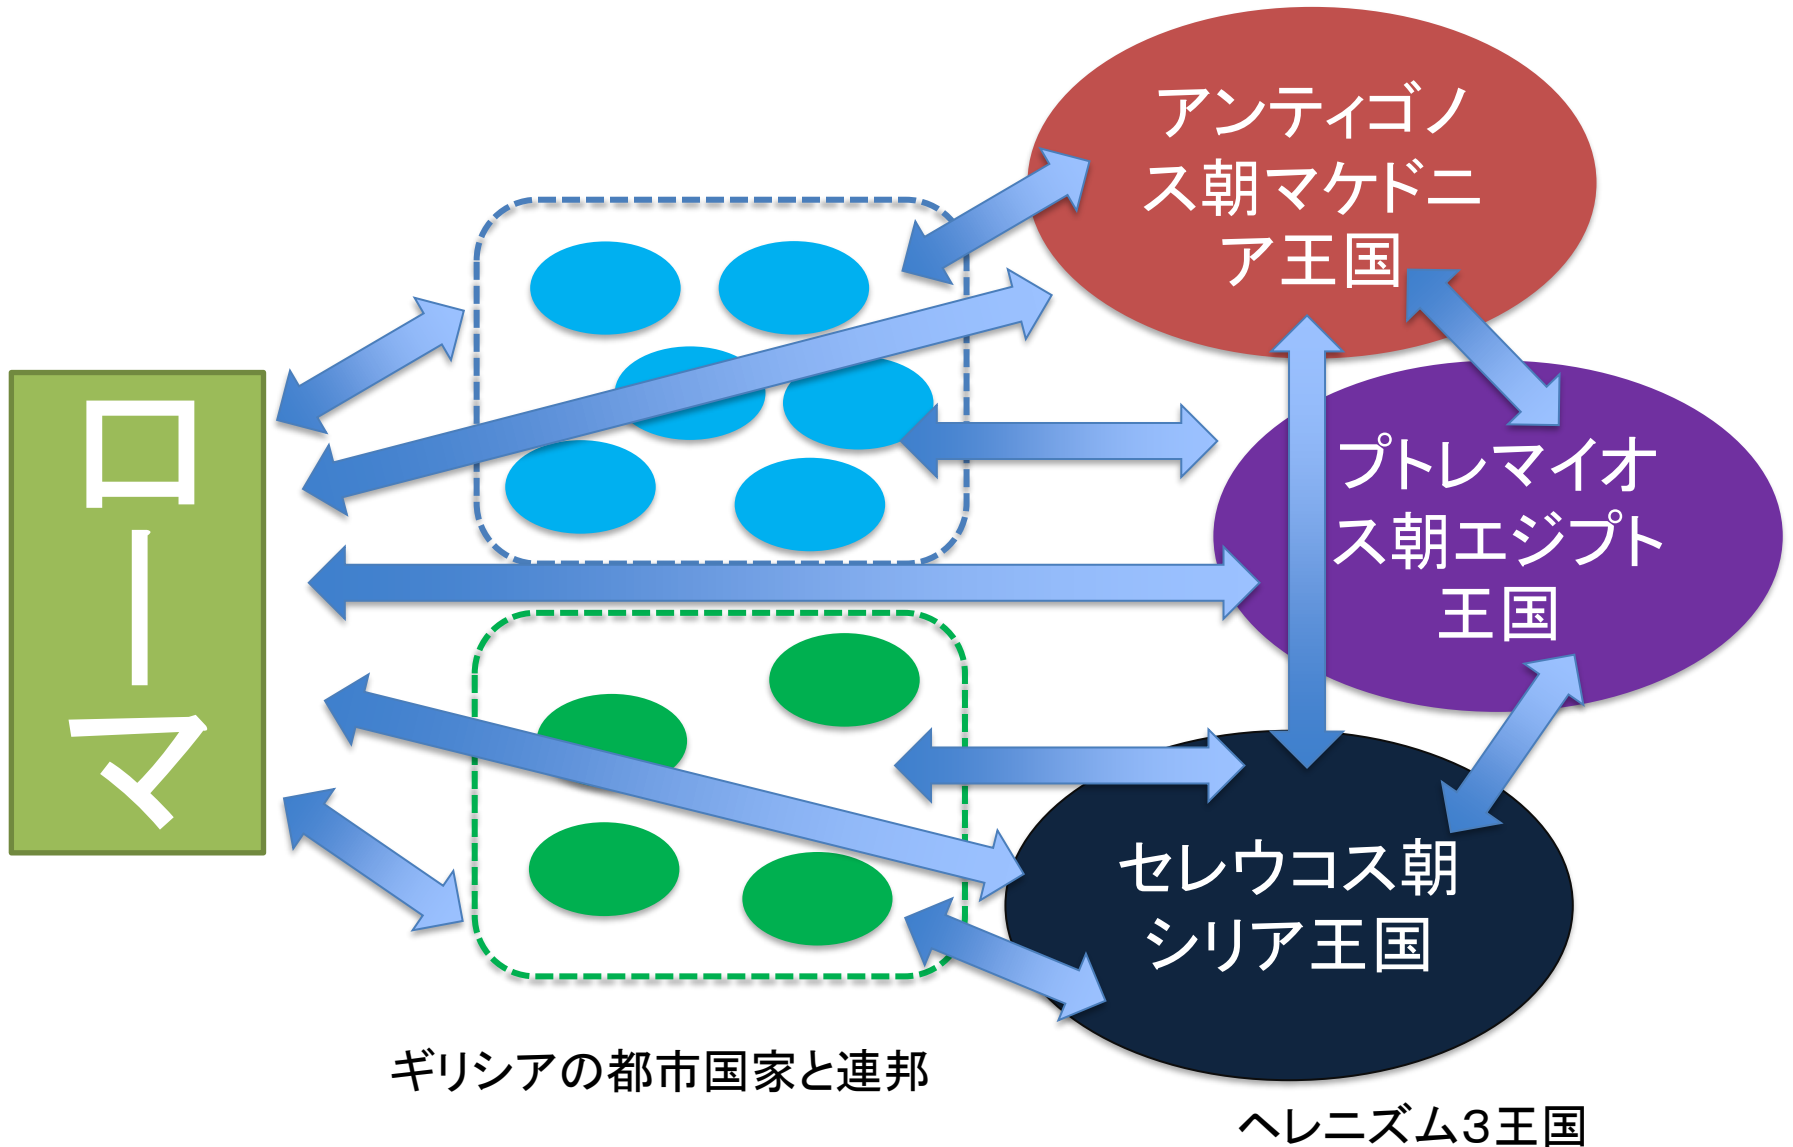 ローマ
アンティゴノ
ス朝マケドニ
ア王国
プトレマイオ
ス朝エジプト
王国
セレウコス朝
シリア王国
ギリシアの都市国家と連邦
ヘレニズム３王国